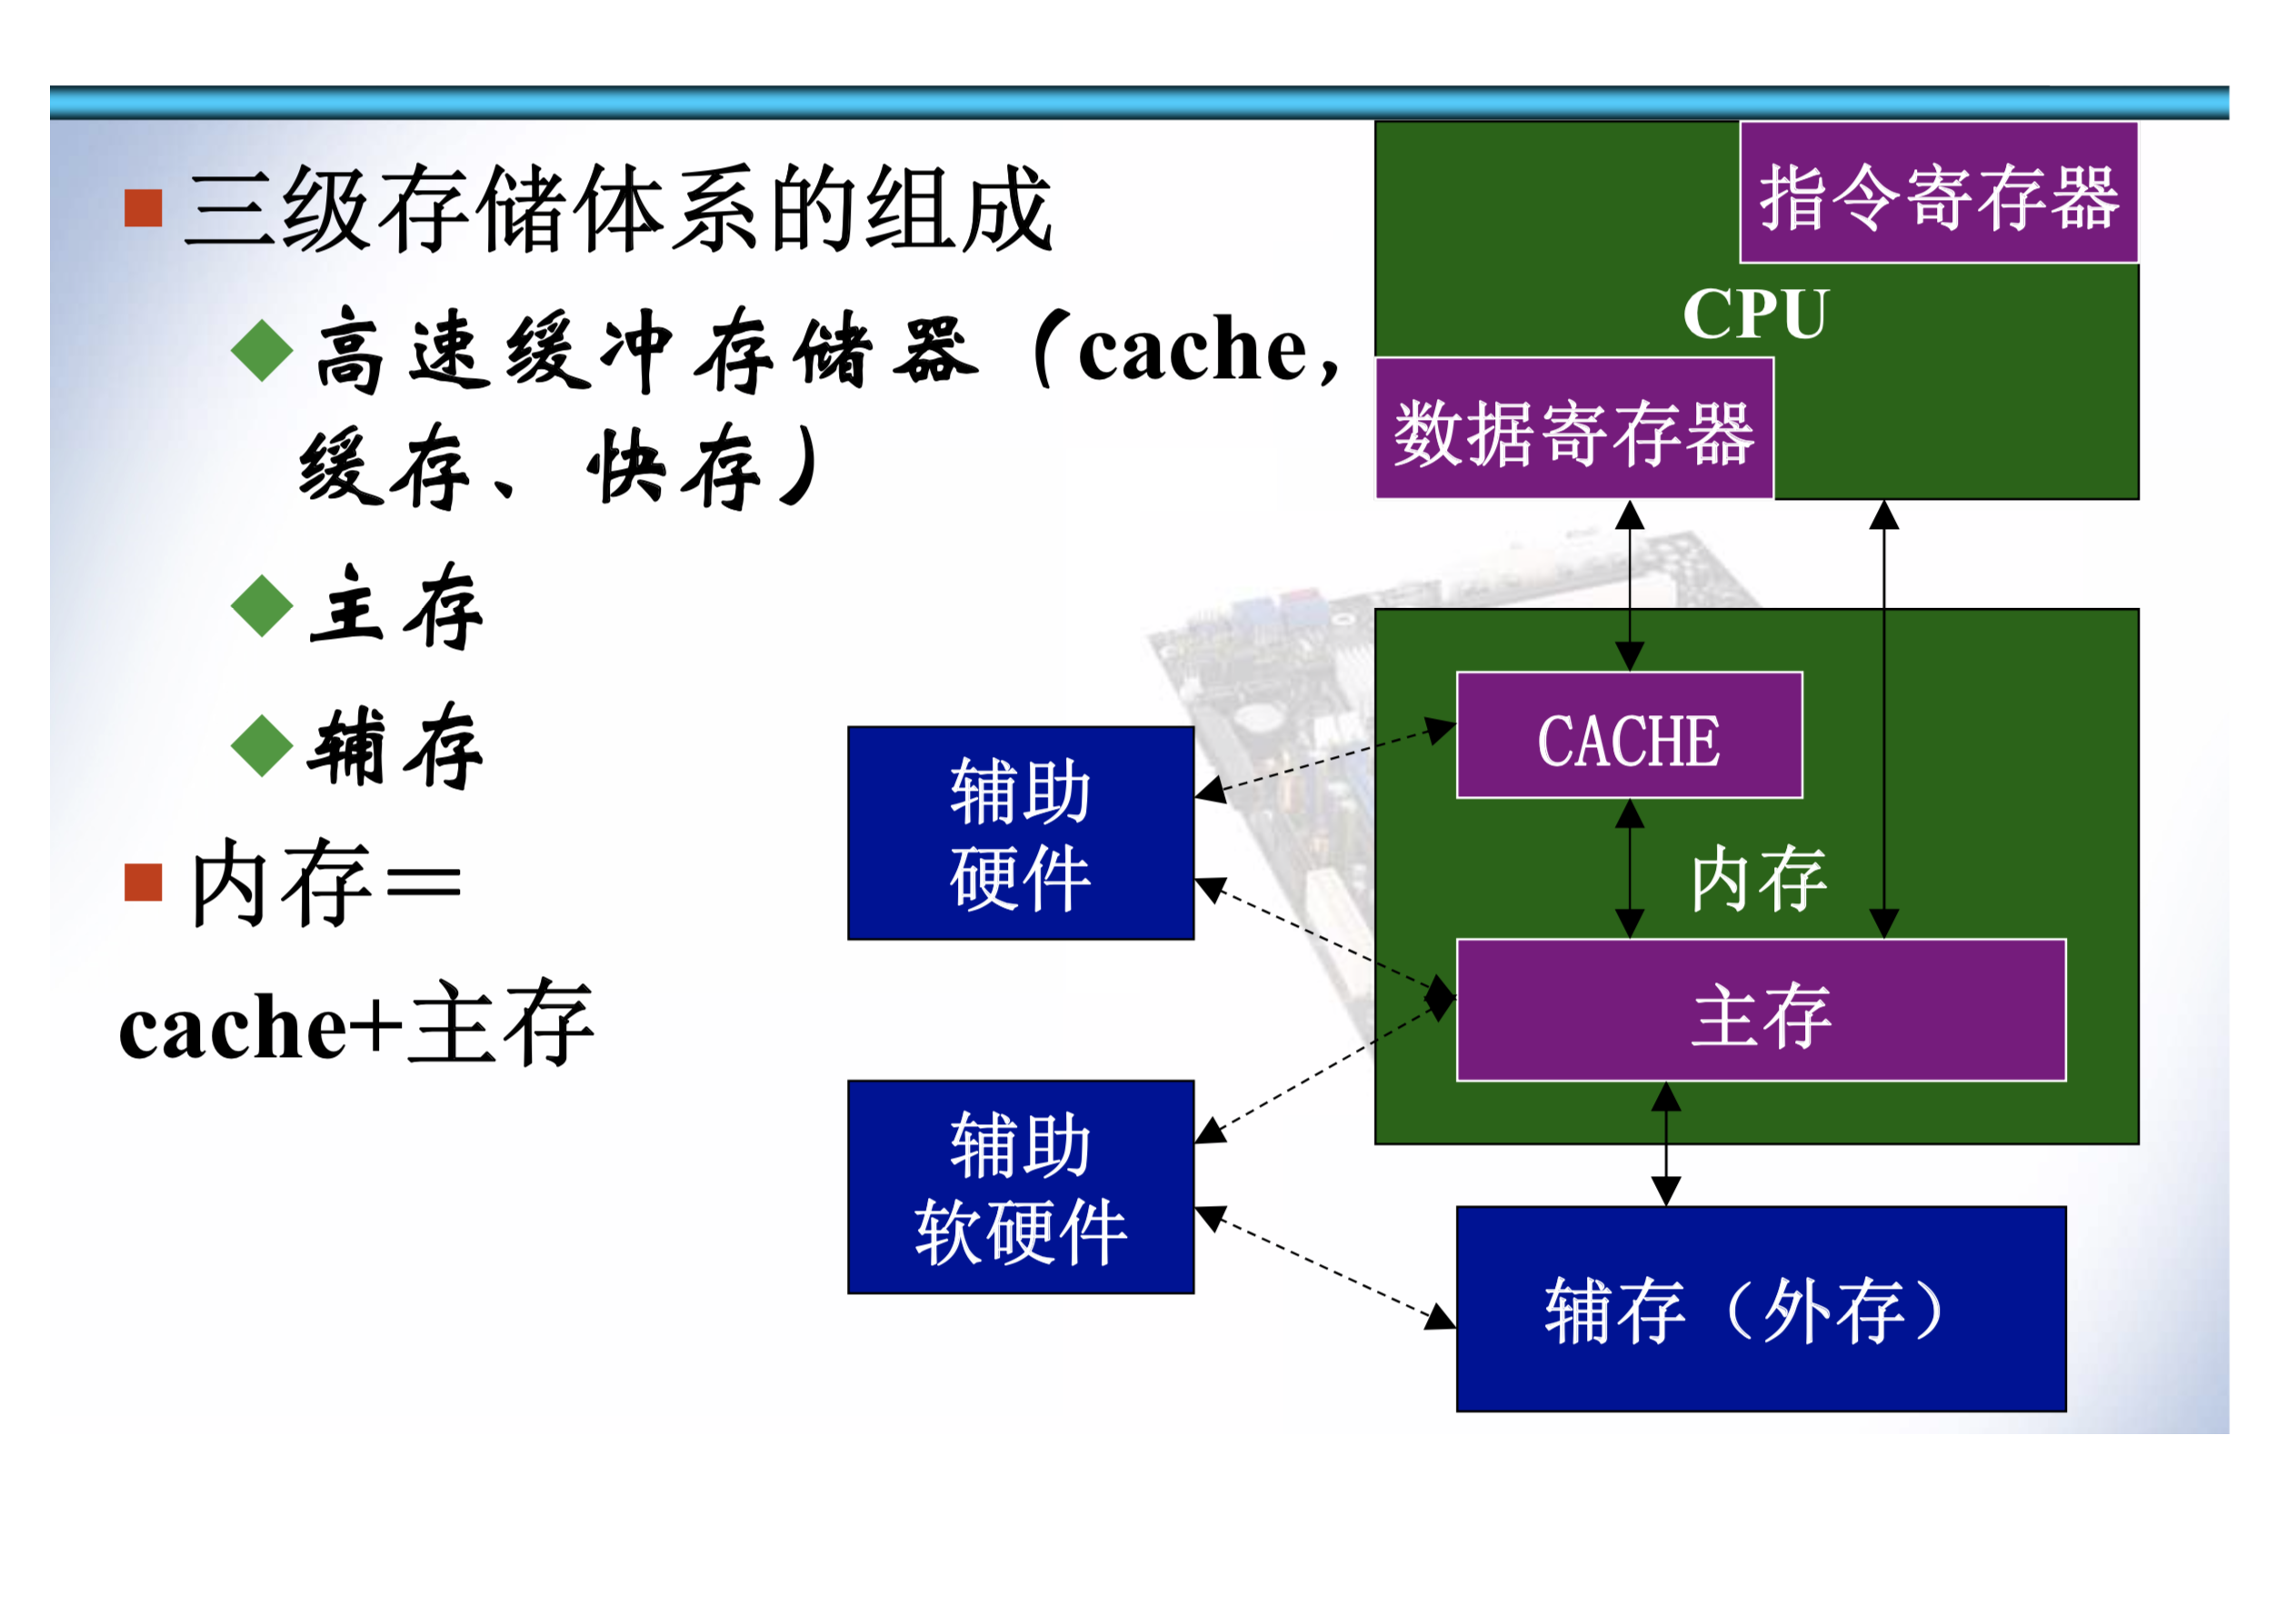 三级存储体系的组成
高速缓冲存储器（cache，
缓存、快存）
主存
辅存
内存＝
cache+主存
指令寄存器
CPU
数据寄存器
CACHE
内存
主存
辅助
硬件
辅助
软硬件
辅存（外存）